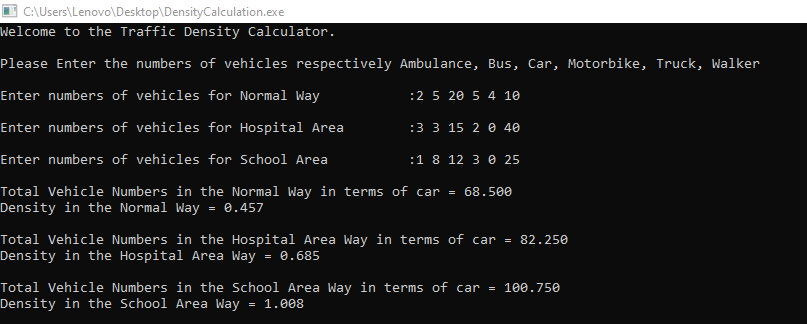 C:\Users\Lenovo\Desktop\DensityCalculation.exe
Welcome to the Traffic Density Calculator.
Please Enter the numbers of vehicles respectively Ambulance, Bus, Car, Motorbike, Truck, Walker
Enter numbers of vehicles for Normal Way :2 5 20 5 4 10
Enter numbers of vehicles for Hospital Area :3 3 15 2 0 40
Enter numbers of vehicles for School Area :1 8 12 3 0 25
Total Vehicle Numbers in the Normal Way in terms of car = 68.500
Density in the Normal Way = 0.457
Total Vehicle Numbers in the Hospital Area Way in terms of car = 82.250
Density in the Hospital Area Way = 0.685
Total Vehicle Numbers in the School Area Way in terms of car = 100.750
Density in the School Area Way = 1.008